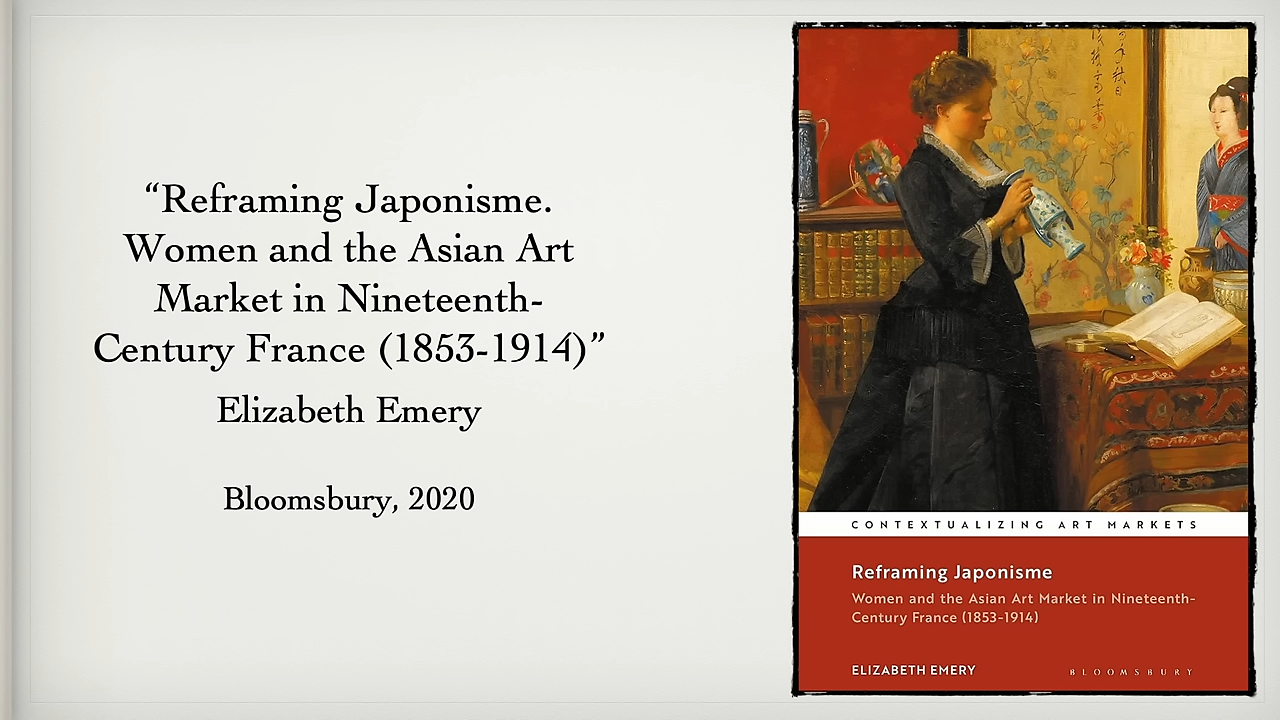 “Reframing Japonisme.
Women and the Asian Art
Market in Nineteenth-
Century France (1853-1914)”
Elizabeth Emery
Bloomsbury, 2020
CONTEXTUALIZING ART MARKETS
Reframing Japonisme
Women and the Asian Art Market in Nineteenth-
Century France (1853-1914)
ELIZABETH EMERY
BLOOMSBURY